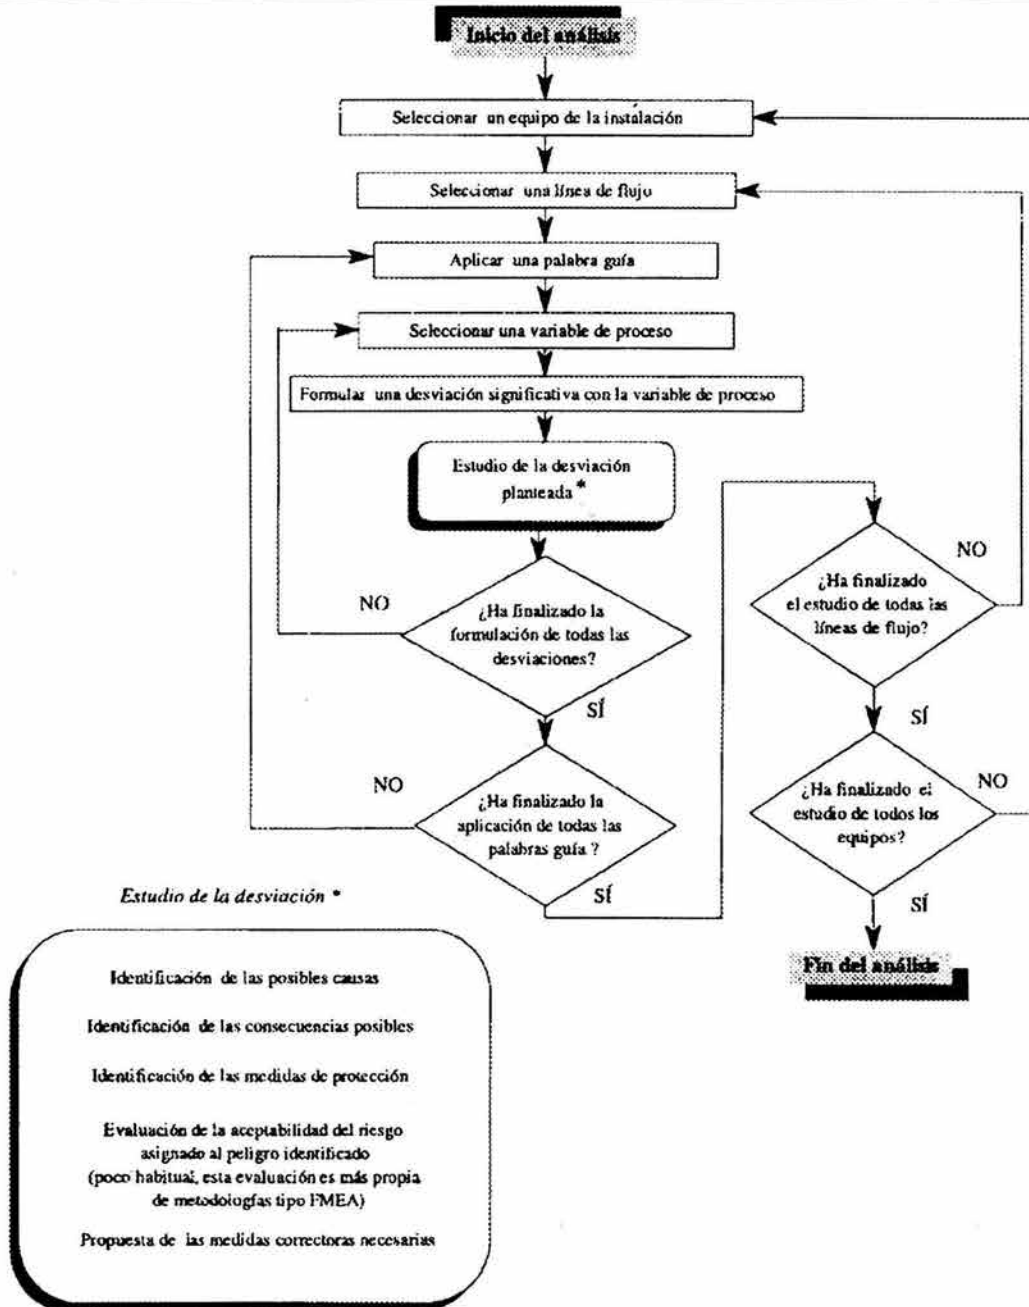 Inicio del análisis
Seleccionar un equipo de la instalación
Seleccionar una línea de flujo
Aplicar una palabra guía
Seleccionar una variable de proceso
Formular una desviación significativa con la variable de proceso
Estudio de la desviación
planteada *
NO
¿Ha finalizado la
formulación de todas las
desviaciones?
SÍ
NO
¿Ha finalizado la
aplicación de todas las
palabras guía ?
SÍ
NO
¿Ha finalizado
el estudio de todas las
líneas de flujo?
SÍ
NO
¿Ha finalizado el
estudio de todos los
equipos?
SÍ
Fin del análisis
Estudio de la desviación *
Identificación de las posibles causas
Identificación de las consecuencias posibles
Identificación de las medidas de protección
Evaluación de la aceptabilidad del riesgo
asignado al peligro identificado
(poco habitual, esta evaluación es más propia
de metodologías tipo FMEA)
Propuesta de las medidas correctoras necesarias